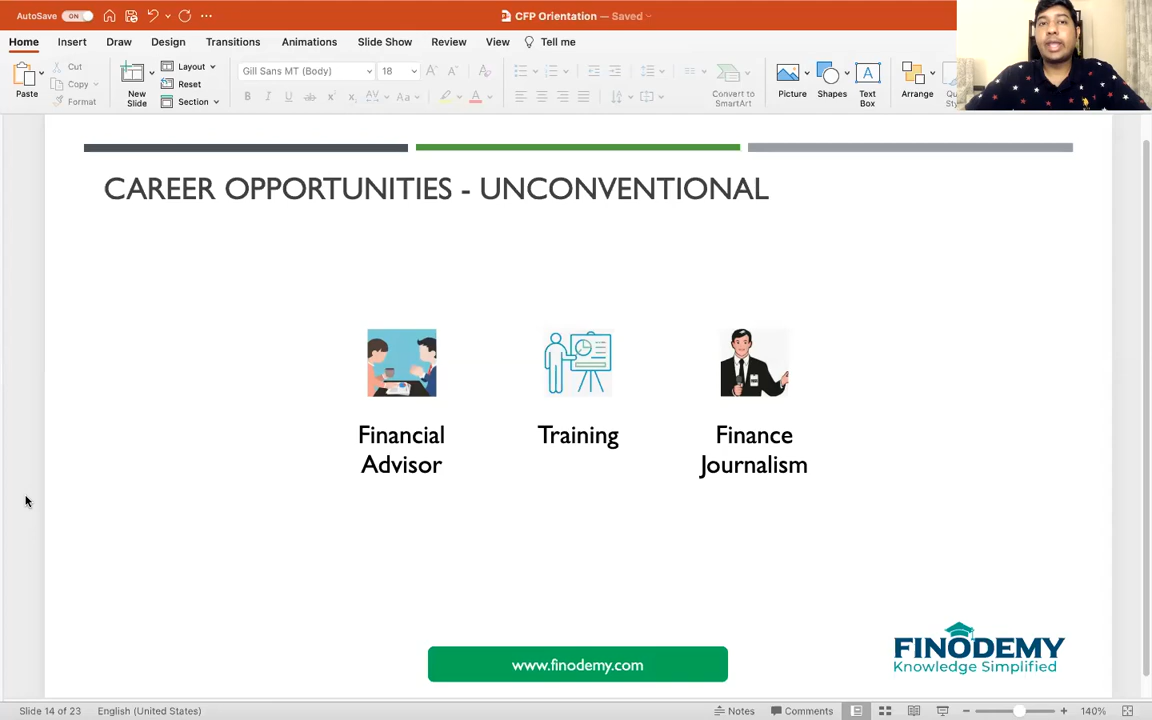 AutoSave ON
CFP Orientation — Saved
Home Insert Draw Design Transitions Animations Slide Show Review View Tell me
Paste
Cut
Copy
Format
New
Slide
Layout
Reset
Section
Gill Sans MT (Body) 18
Convert to
SmartArt
Picture
Shapes
Text
Box
Arrange
CAREER OPPORTUNITIES - UNCONVENTIONAL
Financial
Advisor
Training
Finance
Journalism
www.finodemy.com
FINODEMY
Knowledge Simplified
Slide 14 of 23 English (United States) Notes Comments 140%